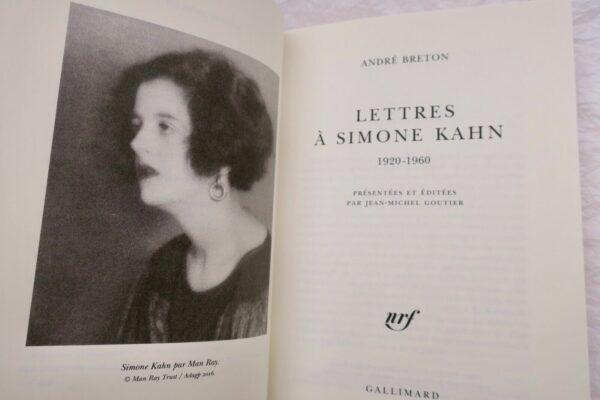 Simone Kahn par Man Ray.
© Man Ray Trust / Adagp 2016.
ANDRÉ BRETON
LETTRES
À SIMONE KAHN
1920-1960
PRÉSENTÉES ET ÉDITÉES
PAR JEAN-MICHEL GOUTIER
nrf
GALLIMARD